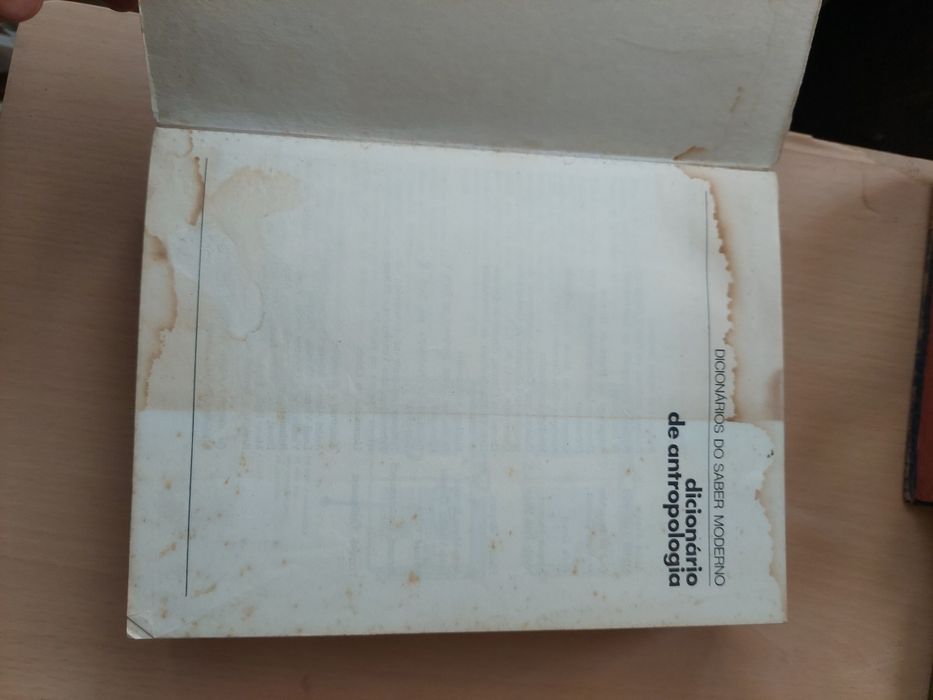 DICIONÁRIOS DO SABER MODERNO
dicionário
de antropologia